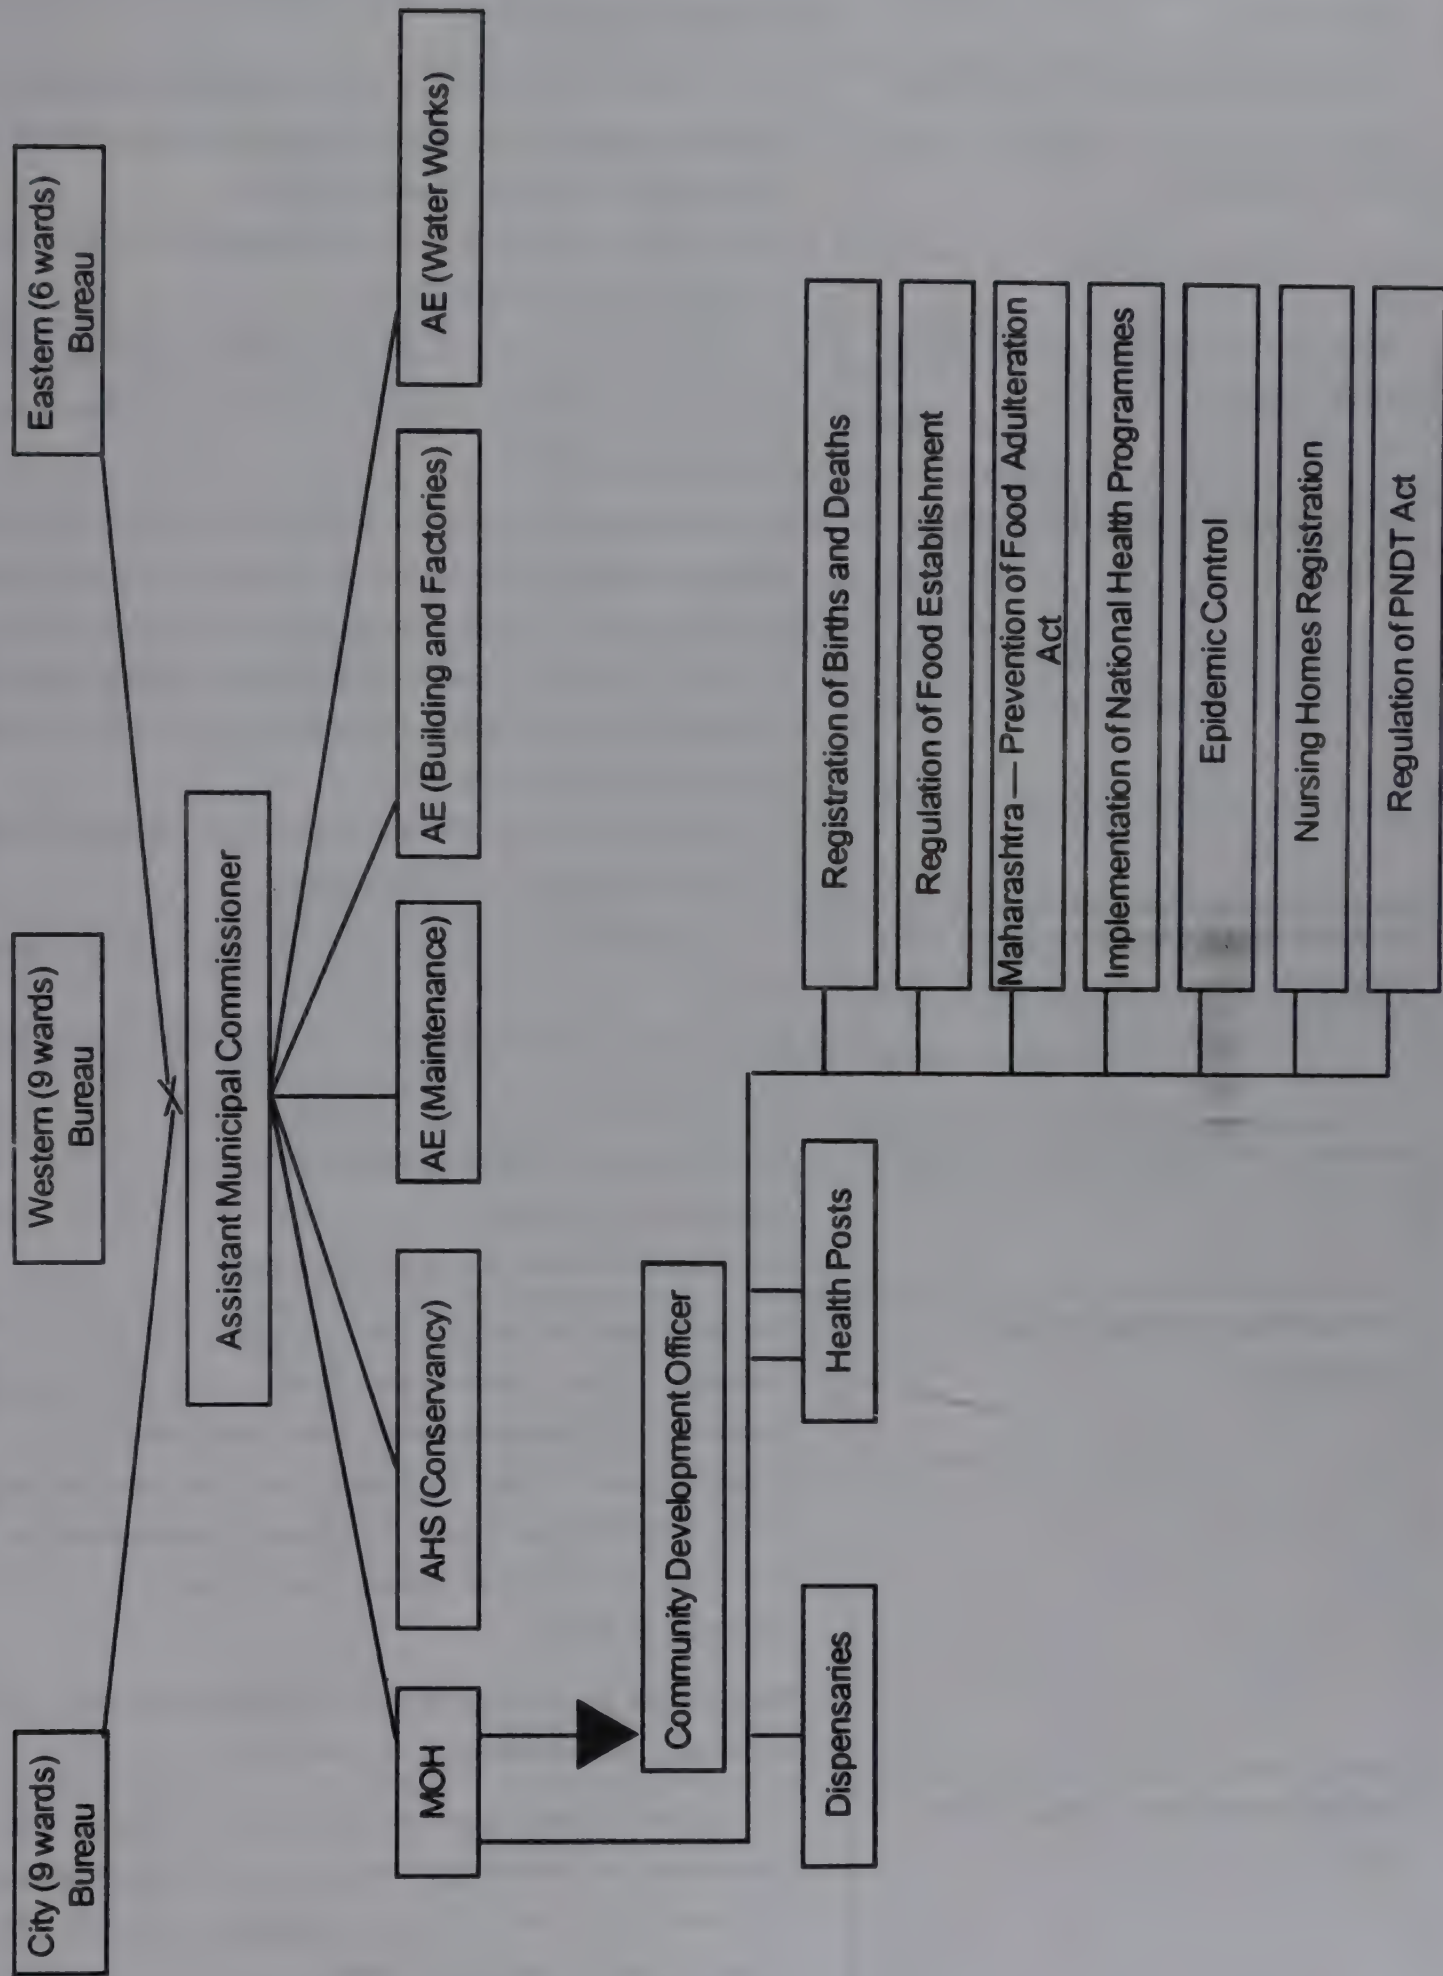 City (9 wards)
Bureau
Western (9 wards)
Bureau
Eastern (6 wards)
Bureau
Assistant Municipal Commissioner
MOH
AHS (Conservancy)
AE (Maintenance)
AE (Building and Factories)
AE (Water Works)
Community Development Officer
Dispensaries
Health Posts
Registration of Births and Deaths
Regulation of Food Establishment
Maharashtra — Prevention of Food Adulteration
Act
Implementation of National Health Programmes
Epidemic Control
Nursing Homes Registration
Regulation of PNDT Act